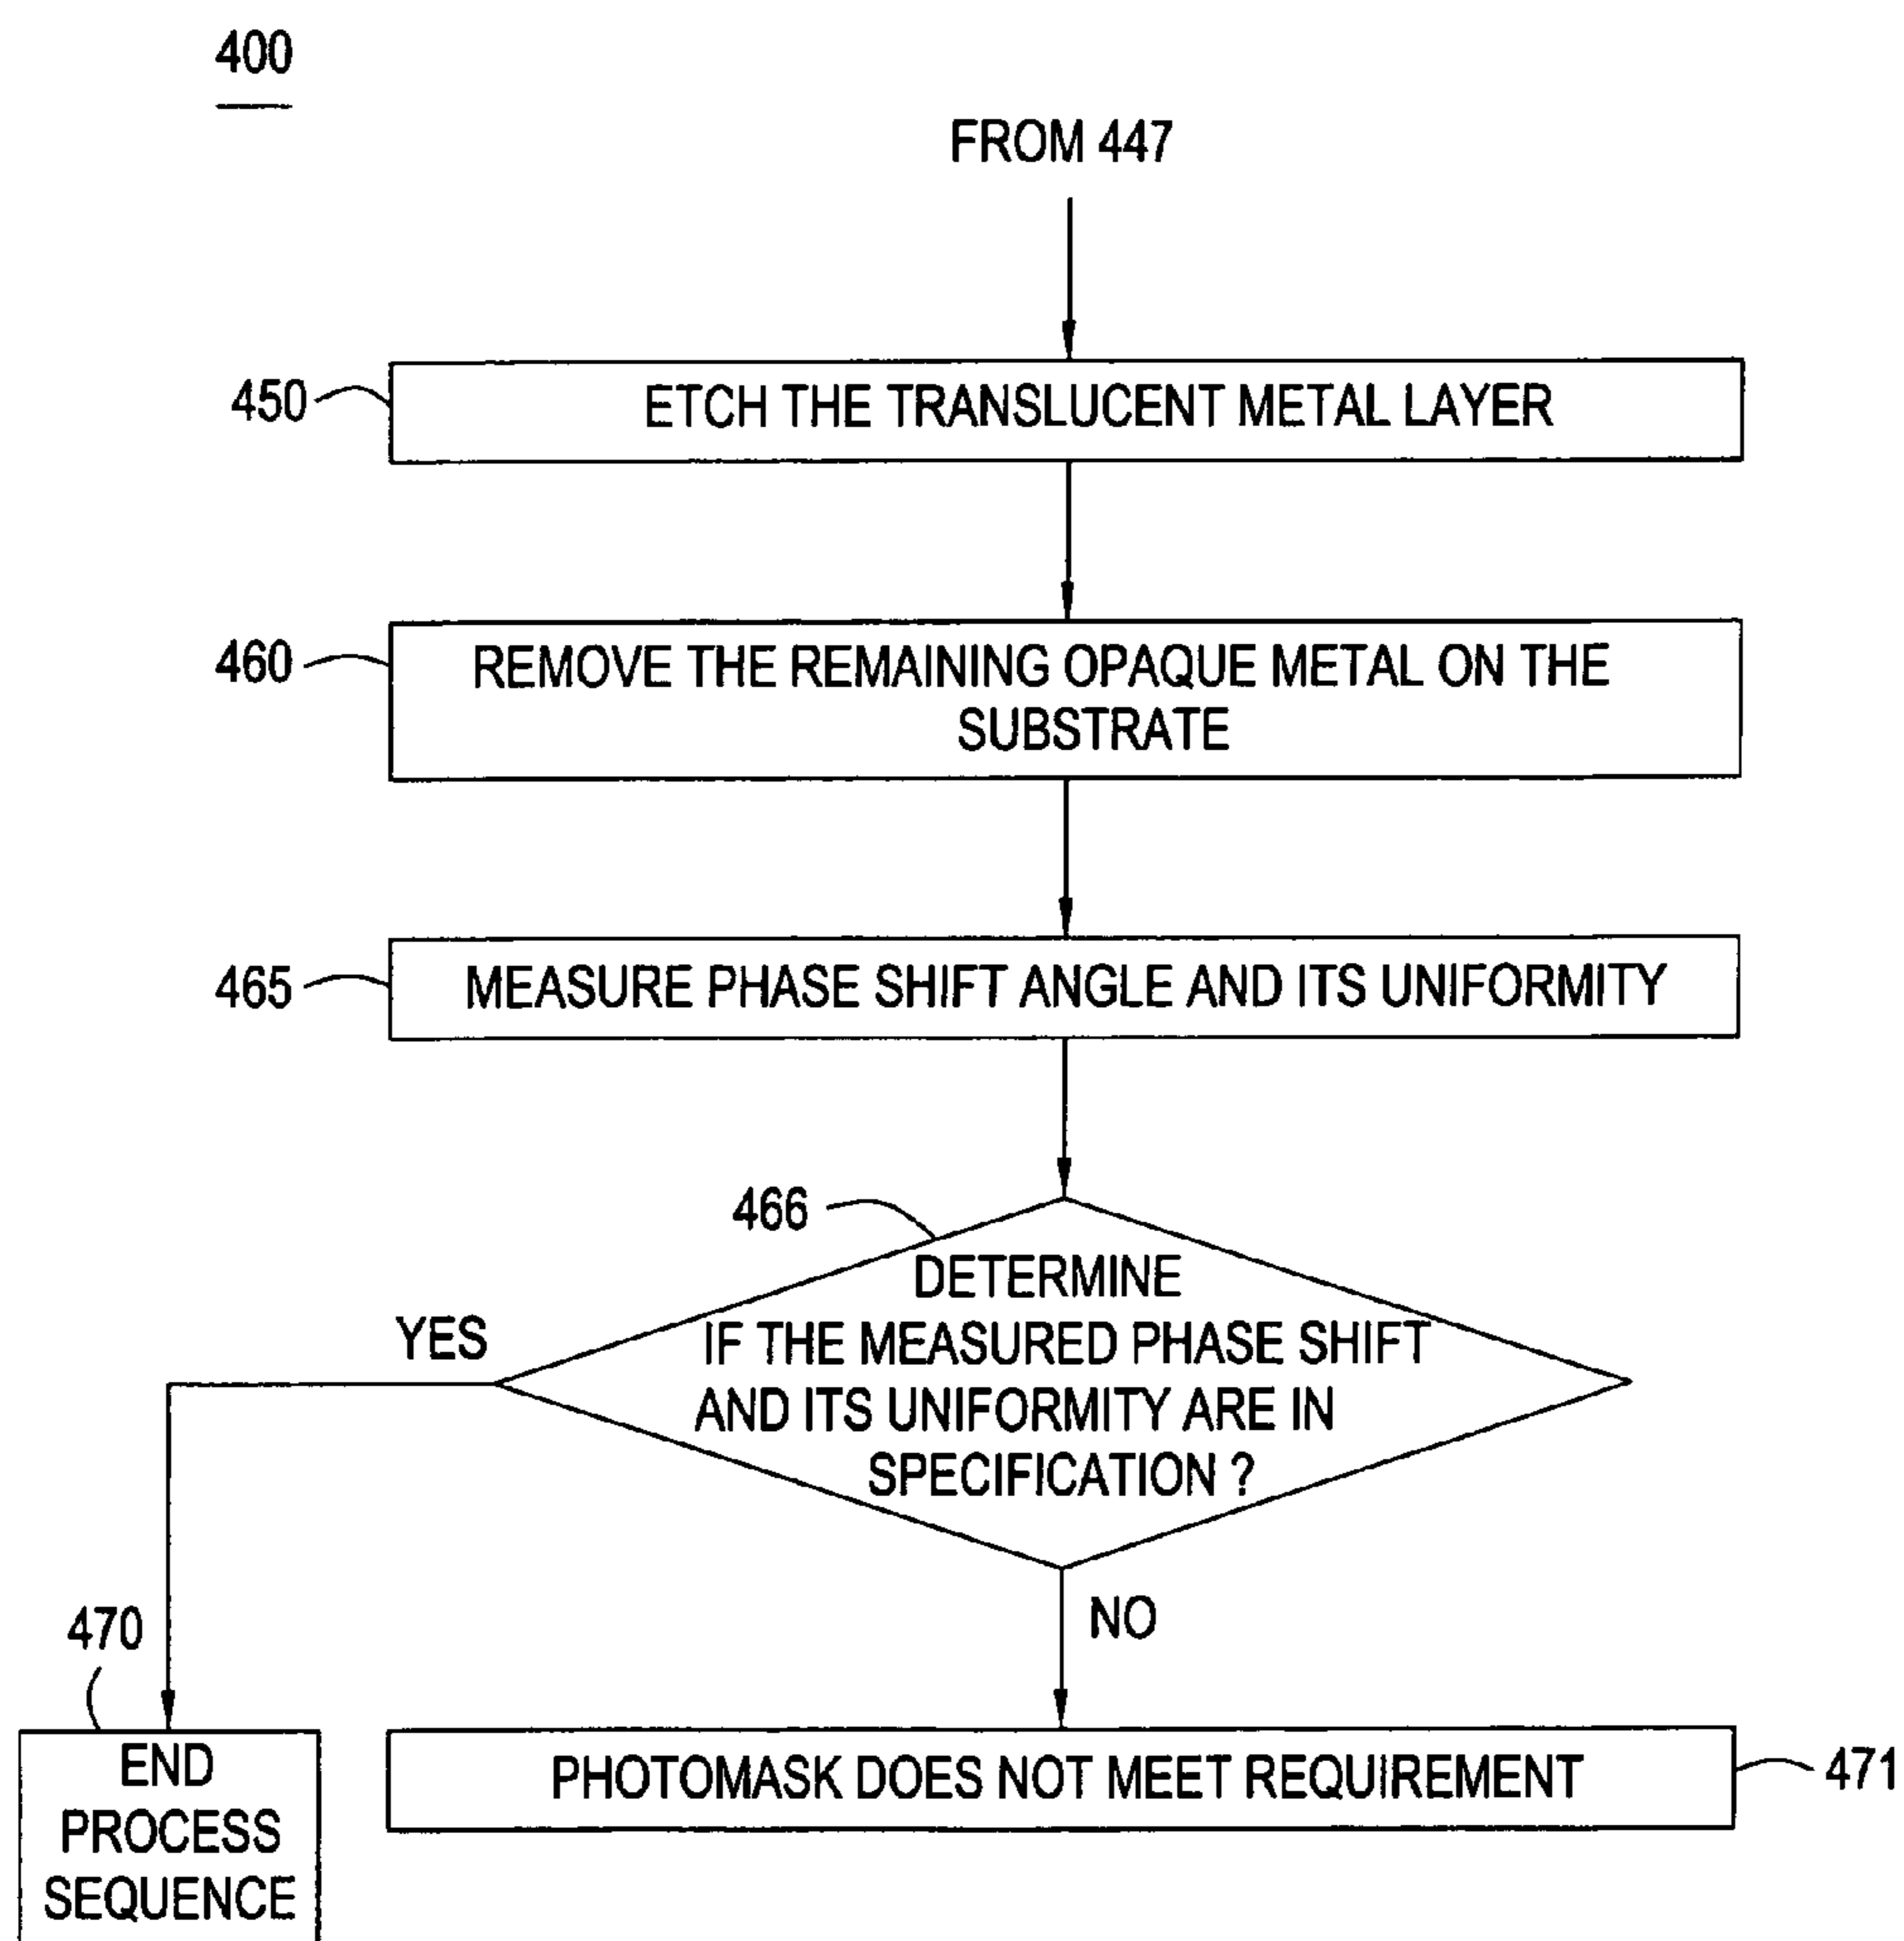 400
FROM 447
450
ETCH THE TRANSLUCENT METAL LAYER
460
REMOVE THE REMAINING OPAQUE METAL ON THE
SUBSTRATE
465
MEASURE PHASE SHIFT ANGLE AND ITS UNIFORMITY
466
DETERMINE
IF THE MEASURED PHASE SHIFT
AND ITS UNIFORMITY ARE IN
SPECIFICATION ?
YES
NO
470
END
PROCESS
SEQUENCE
PHOTOMASK DOES NOT MEET REQUIREMENT
471